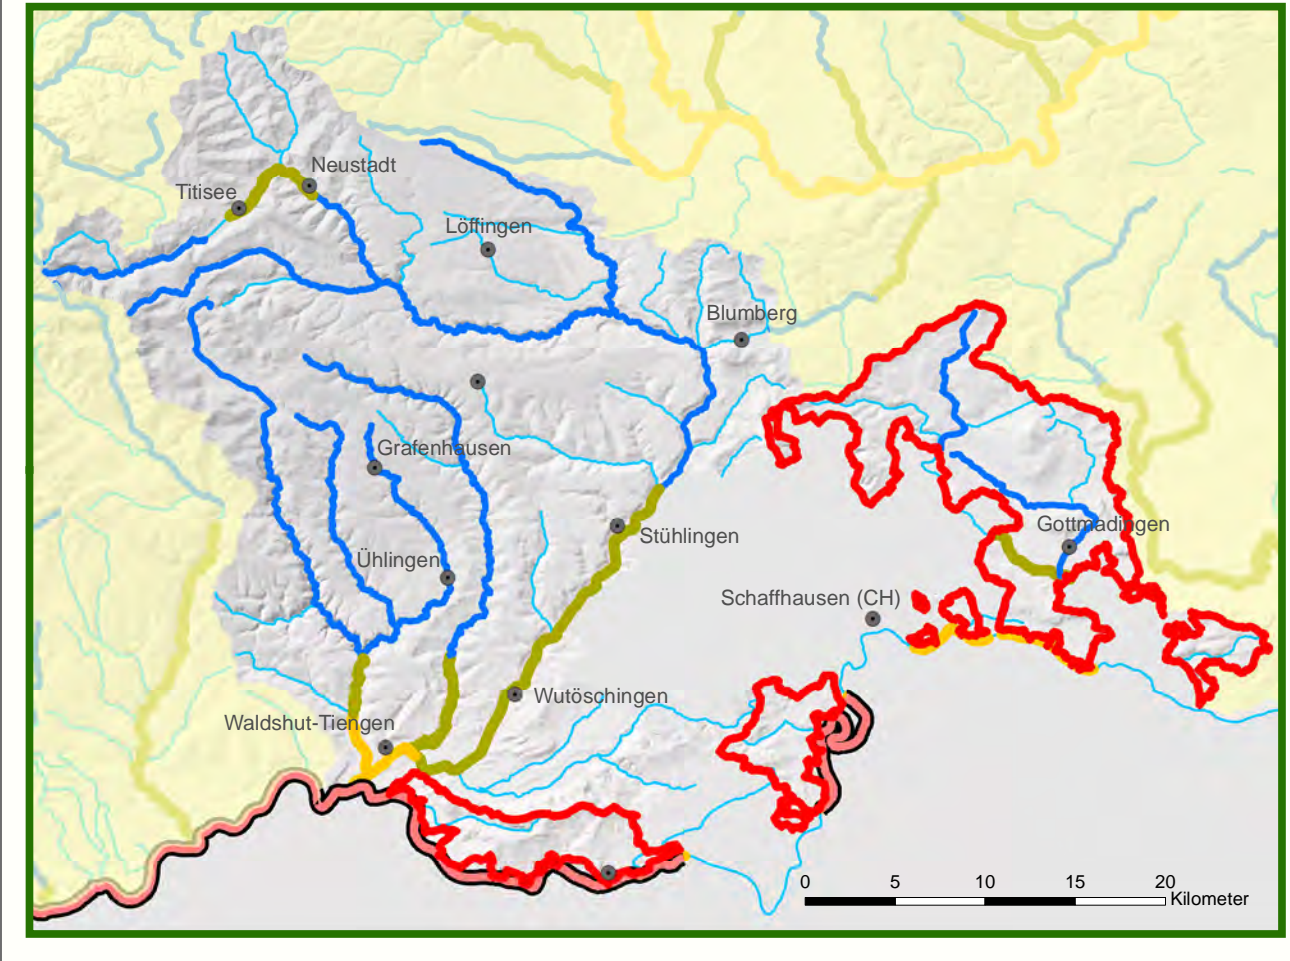 Neustadt
Titisee
Löffingen
Blumberg
Grafenhausen
Gottmadingen
Stühlingen
Ühlingen
Schaffhausen (CH)
Wutöschingen
Waldshut-Tiengen
0 5 10 15 20
Kilometer